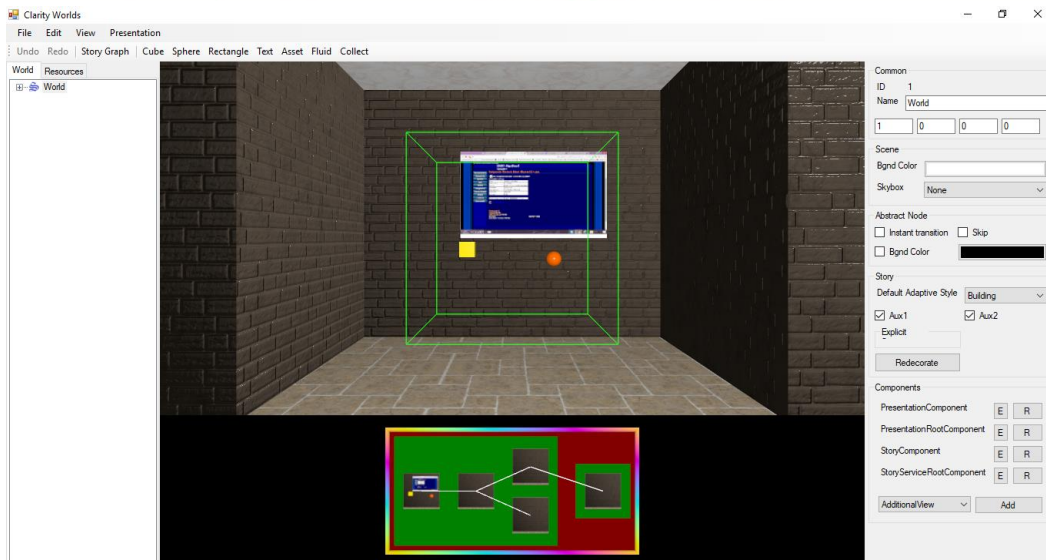 Clarity Worlds
File Edit View Presentation
Undo Redo Story Graph Cube Sphere Rectangle Text Asset Fluid Collect
World Resources
World
Common
ID 1
Name World
1 0 0 0
Scene
Bgnd Color
Skybox None
Abstract Node
Instant transition Skip
Bgnd Color
Story
Default Adaptive Style Building
Aux1 Aux2
Explicit
Redecorate
Components
PresentationComponent E R
PresentationRootComponent E R
StoryComponent E R
StoryServiceRootComponent E R
AdditionalView Add